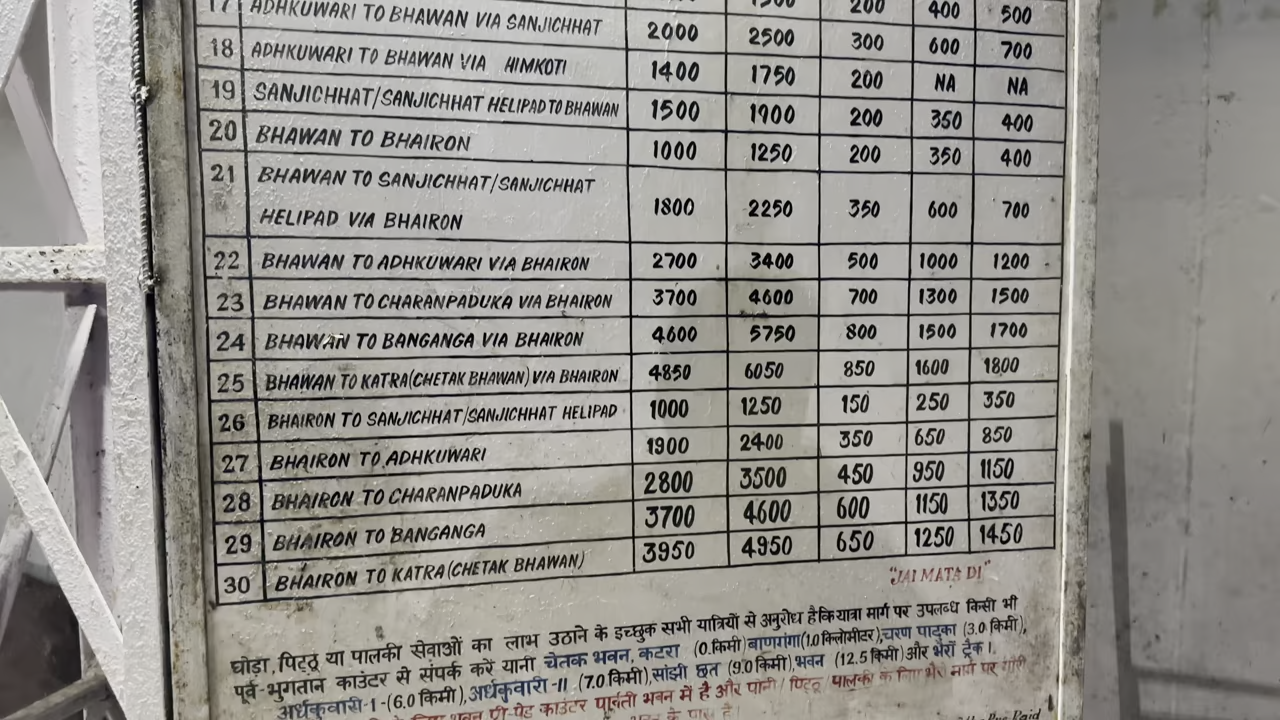 17 ADHKUWARI TO BHAWAN VIA SANJICHHAT 200 400 500
18 ADHKUWARI TO BHAWAN VIA HIMKOTI 2000 2500 300 600 700
19 SANJICHHAT/SANJICHHAT HELIPAD TO BHAWAN 1400 1750 200 NA NA
20 BHAWAN TO BHAIRON 1500 1900 200 350 400
1000 1250 200 350 400
21 BHAWAN TO SANJICHHAT/SANJICHHAT
HELIPAD VIA BHAIRON 1800 2250 350 600 700
22 BHAWAN TO ADHKUWARI VIA BHAIRON 2700 3400 500 1000 1200
23 BHAWAN TO CHARANPADUKA VIA BHAIRON 3700 4600 700 1300 1500
24 BHAWAN TO BANGANGA VIA BHAIRON 4600 5750 800 1500 1700
25 BHAWAN TO KATRA(CHETAK BHAWAN) VIA BHAIRON 4850 6050 850 1600 1800
26 BHAIRON TO SANJICHHAT/SANJICHHAT HELIPAD 1000 1250 150 250 350
27 BHAIRON TO ADHKUWARI 1900 2400 350 650 850
28 BHAIRON TO CHARANPADUKA 2800 3500 450 950 1150
29 BHAIRON TO BANGANGA 3700 4600 600 1150 1350
30 BHAIRON TO KATRA(CHETAK BHAWAN) 3950 4950 650 1250 1450
"JAI MATA DI"
घोड़ा, पिट्ठू या पालकी सेवाओं का लाभ उठाने के इच्छुक सभी यात्रियों से अनुरोध है कि यात्रा मार्ग पर उपलब्ध किसी भी
पूर्व-भुगतान काउंटर से संपर्क करें यानी चेतक भवन, कटरा (0.किमी) बाणगंगा (1.0 किलोमीटर), चरण पादुका (3.0 किमी),
अर्धकुवारी-I-(6.0 किमी), अर्धकुवारी-II (7.0 किमी), सांझी छत (9.0 किमी), भवन (12.5 किमी) और भैरों ट्रैक।
भवन प्री-पेड काउंटर पार्वती भवन में है और पोनी/पिट्ठू पालकी के लिए भैरों मार्ग पर
के पास है।
Paid